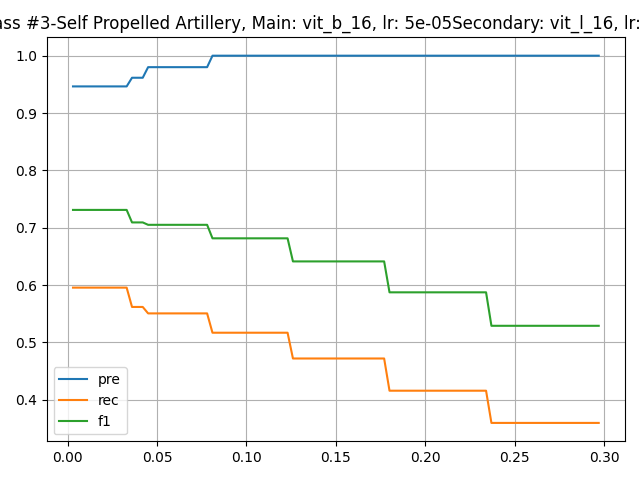 ass #3-Self Propelled Artillery, Main: vit_b_16, lr: 5e-05Secondary: vit_l_16, lr:
1.0
0.9
0.8
0.7
0.6
0.5
0.4
pre
rec
f1
0.00 0.05 0.10 0.15 0.20 0.25 0.30